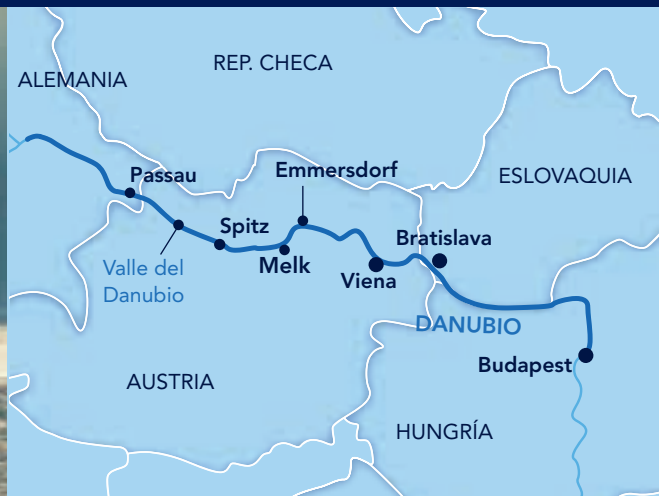 REP. CHECA
ALEMANIA
Emmersdorf
Passau
ESLOVAQUIA
Spitz
Bratislava
Valle del
Danubio
Melk
Viena
DANUBIO
Budapest
AUSTRIA
HUNGRÍA